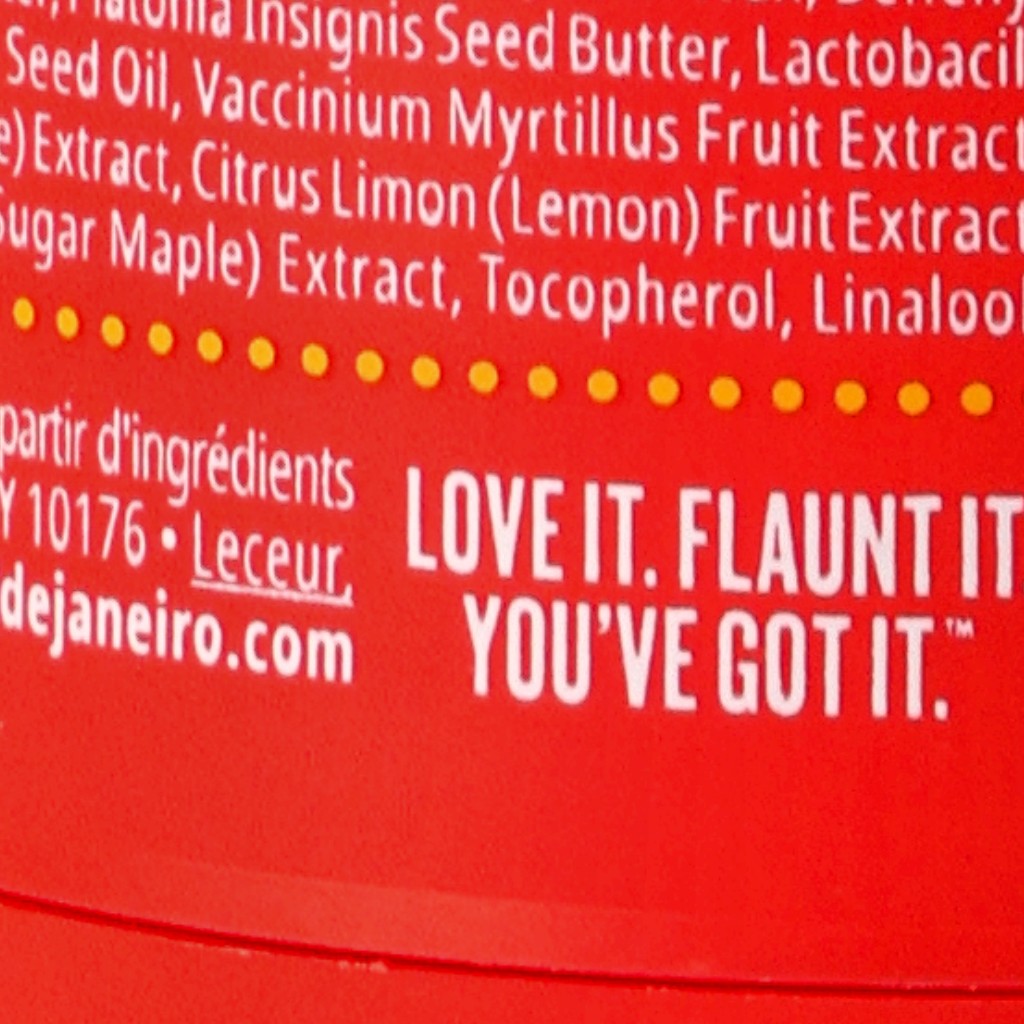 Insignis Seed Butter, Lactobacil
Seed Oil, Vaccinium Myrtillus Fruit Extract
e) Extract, Citrus Limon (Lemon) Fruit Extract
Sugar Maple) Extract, Tocopherol, Linalool
partir d'ingrédients
Y 10176 • Leceur,
dejaneiro.com
LOVE IT. FLAUNT IT
YOU'VE GOT IT.™